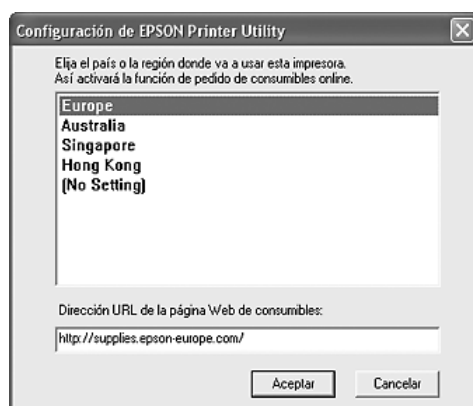 Configuración de EPSON Printer Utility
Elija el país o la región donde va a usar esta impresora.
Así activará la función de pedido de consumibles online.
Europe
Australia
Singapore
Hong Kong
(No Setting)
Dirección URL de la página Web de consumibles:
http://supplies.epson-europe.com/
Aceptar Cancelar